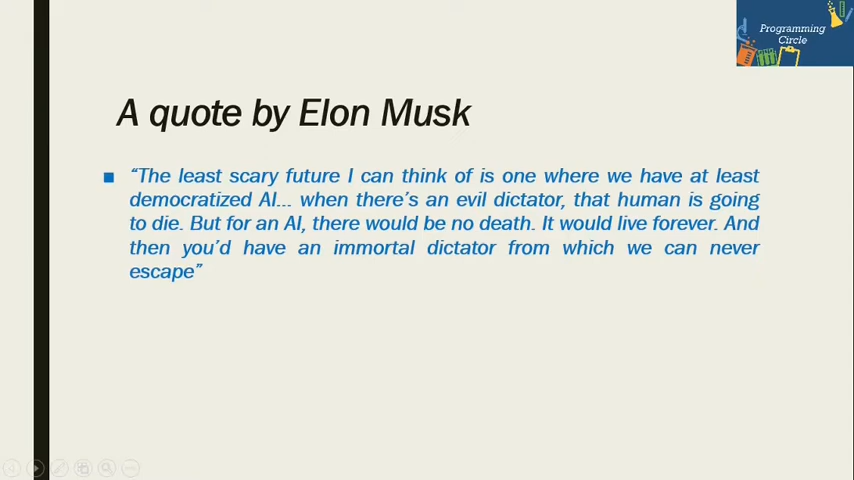 Programming
Circle
A quote by Elon Musk
“The least scary future I can think of is one where we have at least
democratized AI... when there’s an evil dictator, that human is going
to die. But for an AI, there would be no death. It would live forever. And
then you’d have an immortal dictator from which we can never
escape”